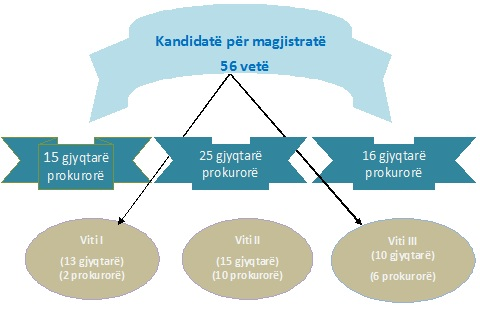 Kandidatë për magjistratë
56 vetë
15 gjyqtarë
prokurorë
25 gjyqtarë
prokurorë
16 gjyqtarë
prokurorë
Viti I
(13 gjyqtarë)
(2 prokurorë)
Viti II
(15 gjyqtarë)
(10 prokurorë)
Viti III
(10 gjyqtarë)
(6 prokurorë)